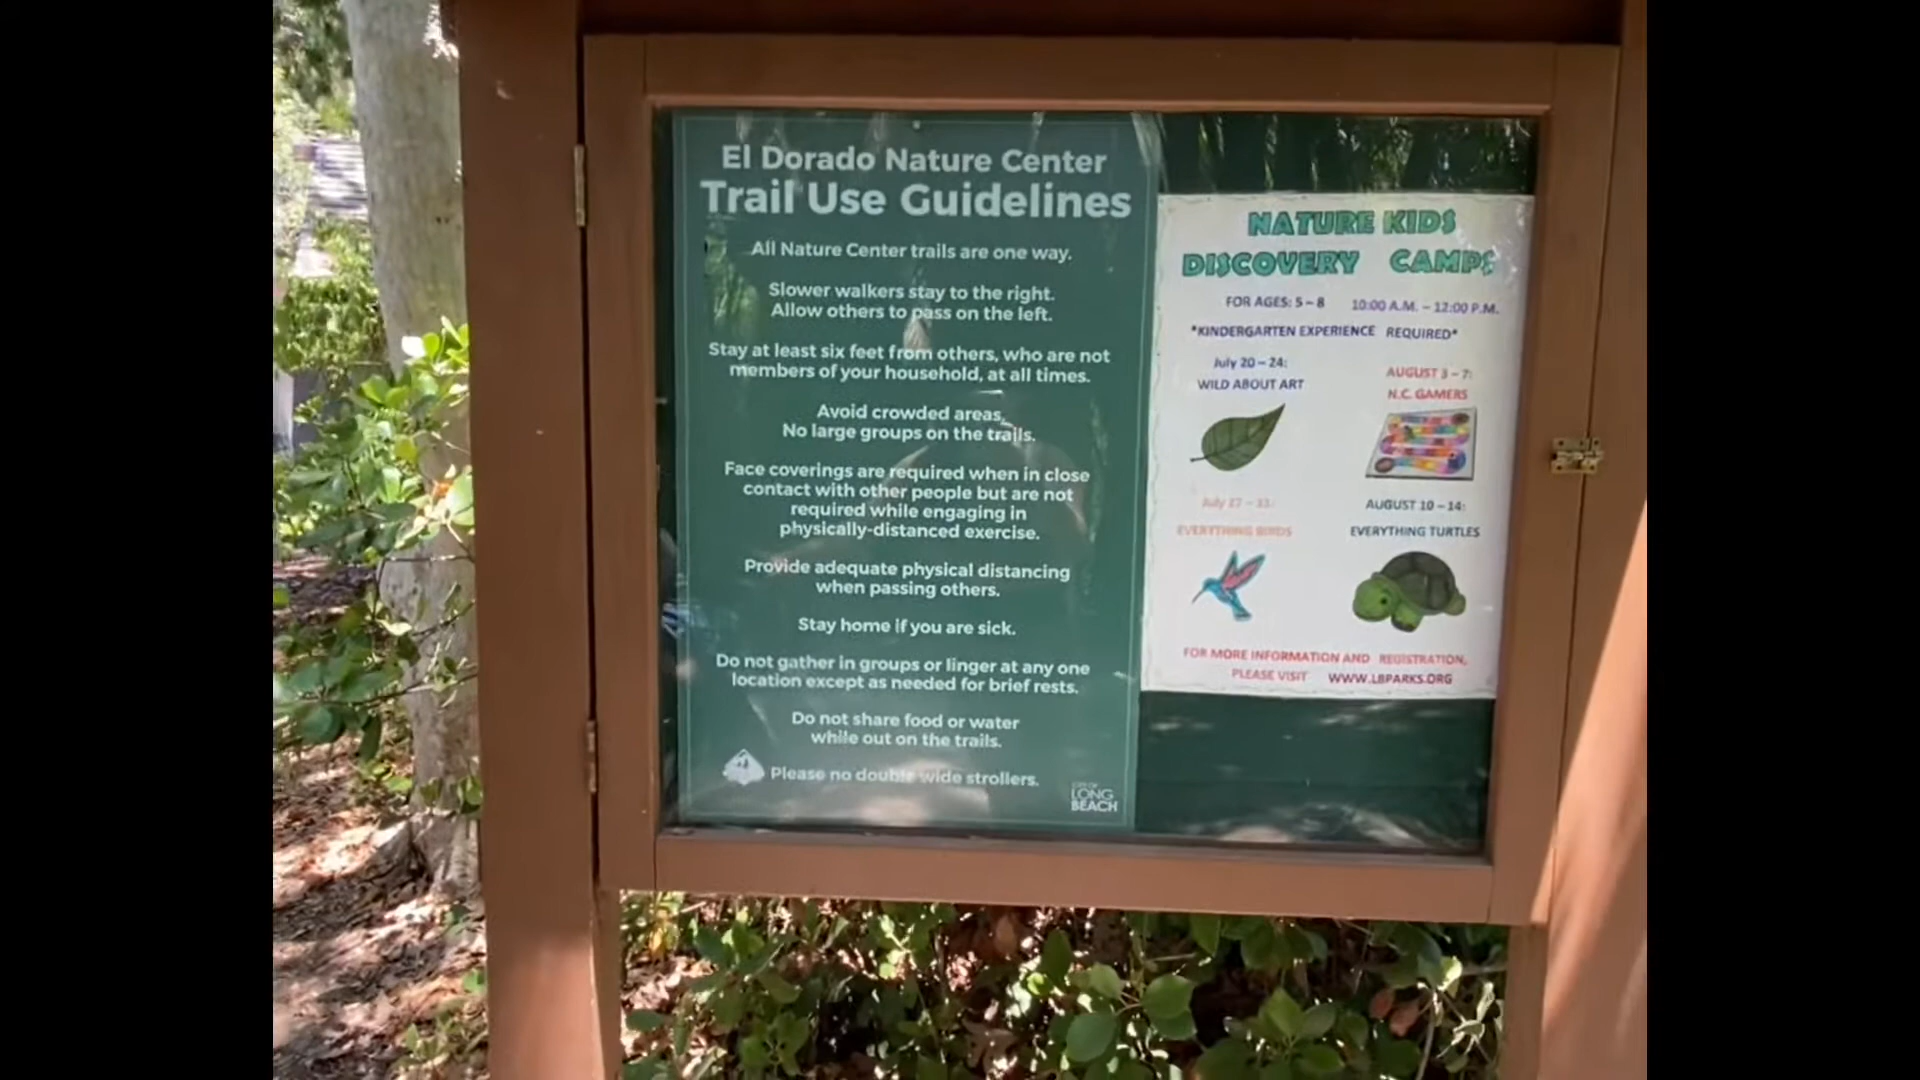 El Dorado Nature Center
Trail Use Guidelines
All Nature Center trails are one way.
Slower walkers stay to the right.
Allow others to pass on the left.
Stay at least six feet from others, who are not
members of your household, at all times.
Avoid crowded areas.
No large groups on the trails.
Face coverings are required when in close
contact with other people but are not
required while engaging in
physically-distanced exercise.
Provide adequate physical distancing
when passing others.
Stay home if you are sick.
Do not gather in groups or linger at any one
location except as needed for brief rests.
Do not share food or water
while out on the trails.
Please no double wide strollers.
CITY OF
LONG
BEACH
NATURE KIDS
DISCOVERY CAMPS
FOR AGES: 5 – 8 10:00 A.M. – 12:00 P.M.
*KINDERGARTEN EXPERIENCE REQUIRED*
July 20 – 24:
WILD ABOUT ART
AUGUST 3 – 7:
N.C. GAMERS
July 27 – 31:
EVERYTHING BIRDS
AUGUST 10 – 14:
EVERYTHING TURTLES
FOR MORE INFORMATION AND REGISTRATION,
PLEASE VISIT WWW.LBPARKS.ORG